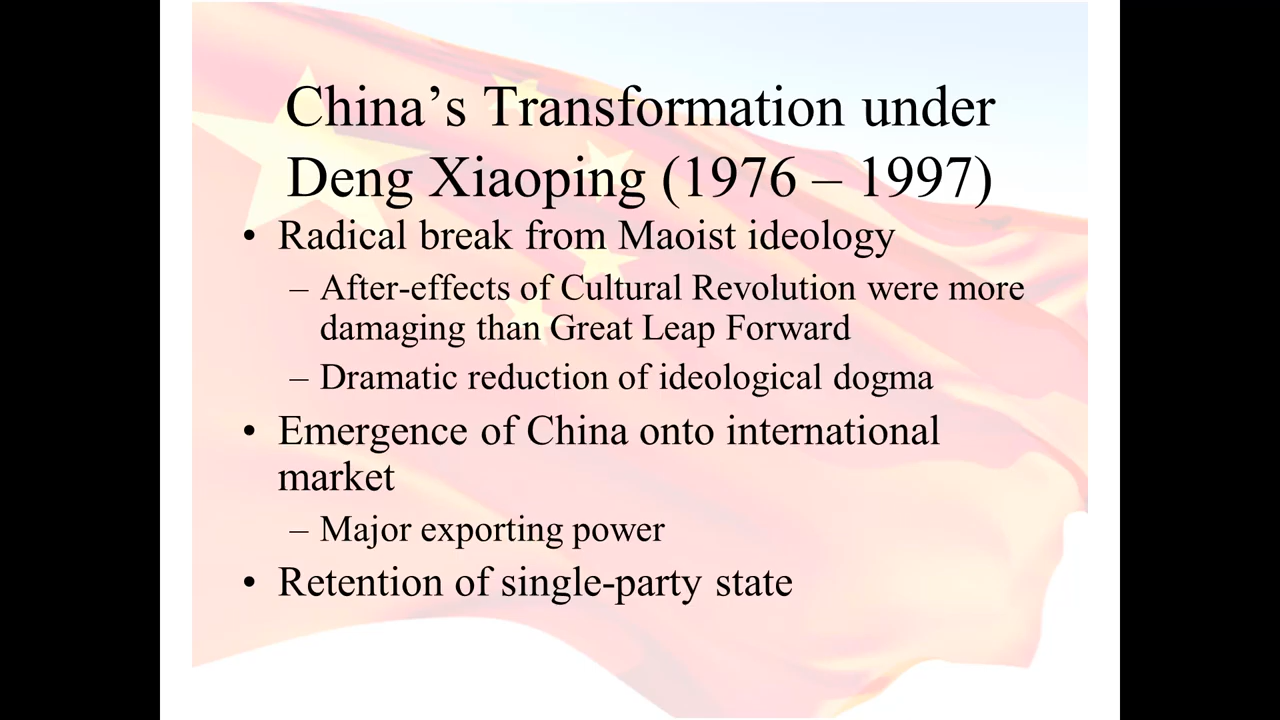 China’s Transformation under
Deng Xiaoping (1976 – 1997)
• Radical break from Maoist ideology
– After-effects of Cultural Revolution were more
damaging than Great Leap Forward
– Dramatic reduction of ideological dogma
• Emergence of China onto international
market
– Major exporting power
• Retention of single-party state